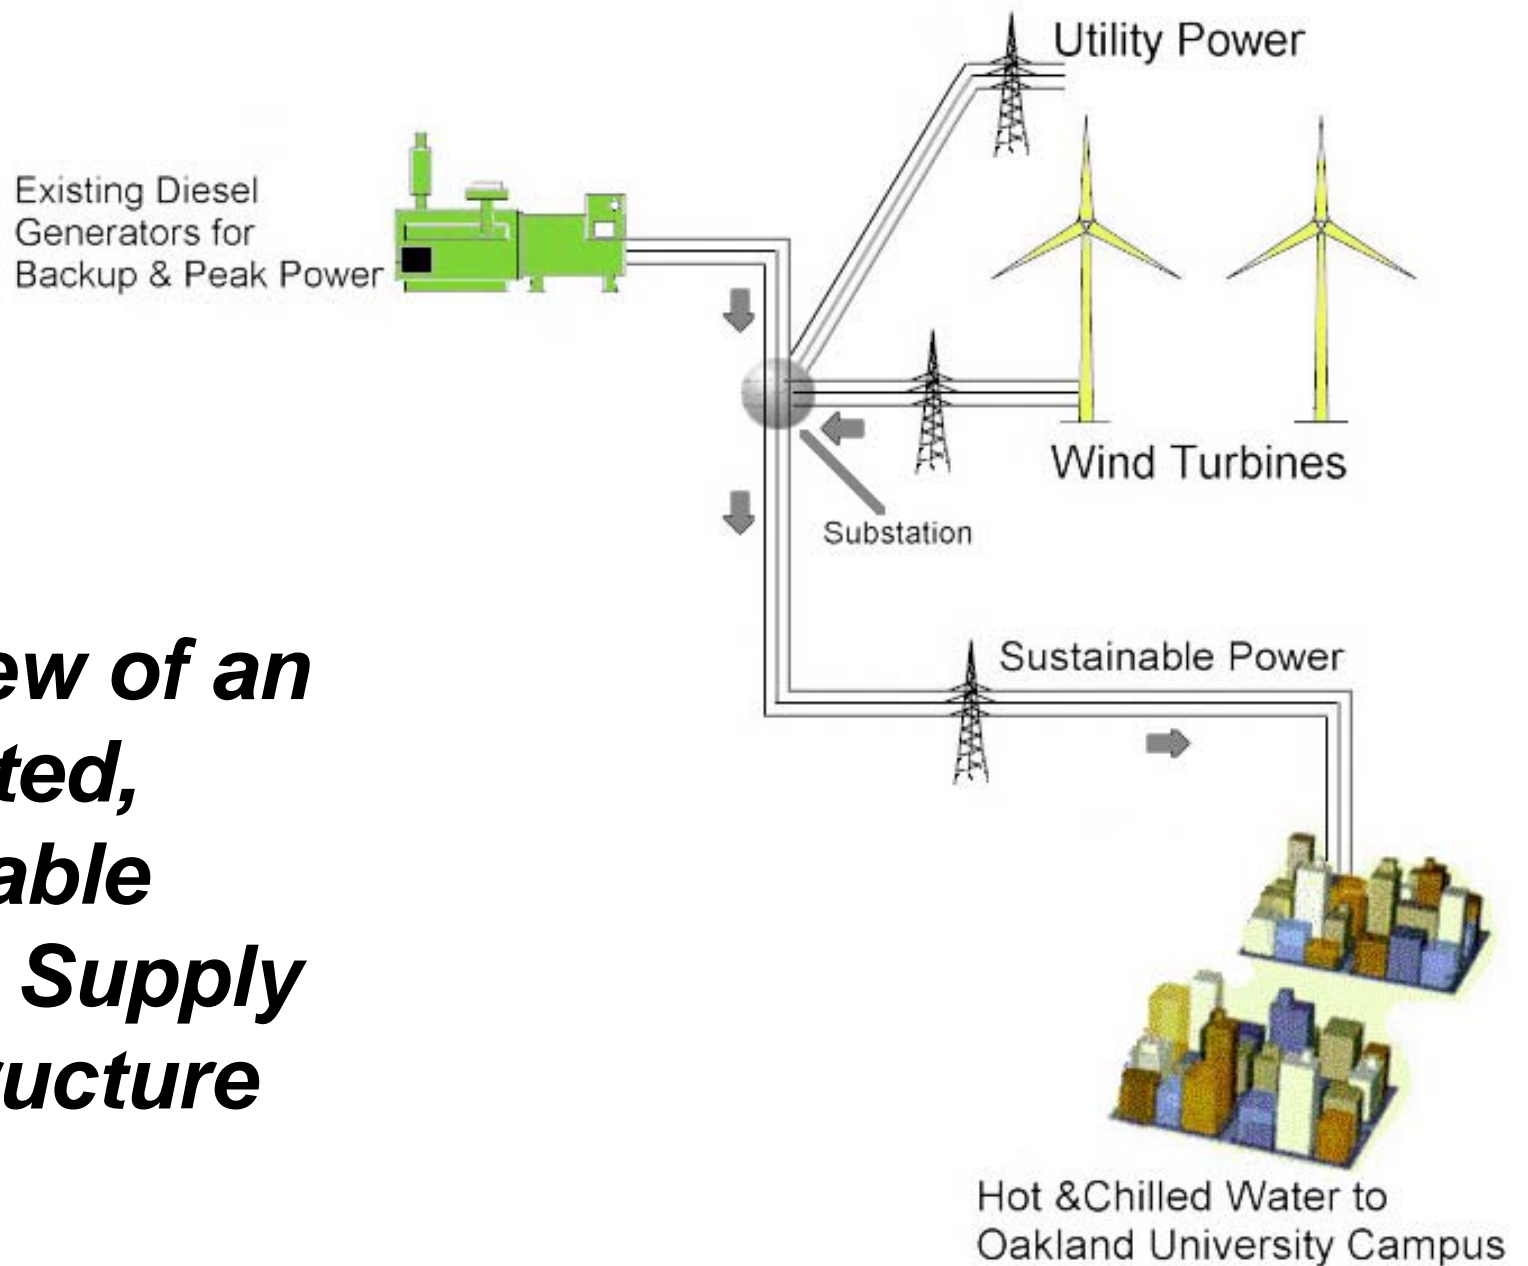 Utility Power
Existing Diesel
Generators for
Backup & Peak Power
Wind Turbines
Substation
Sustainable Power
ew of an
ted,
able
Supply
ructure
Hot &Chilled Water to
Oakland University Campus